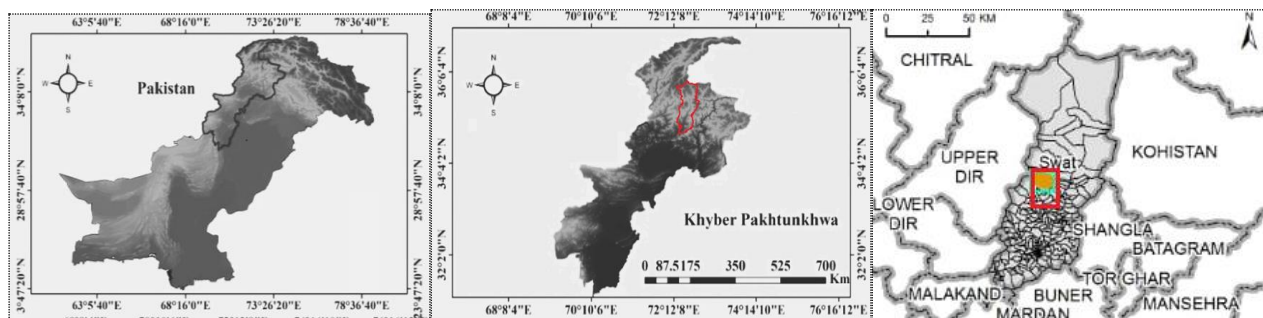 63°5'40"E 68°16'0"E 73°26'20"E 78°36'40"E
N
W E
S
Pakistan
34°8'0"N
28°57'40"N
3°47'20"N
34°8'0"N
28°57'40"N
23°47'20"N
63°5'40"E 68°16'0"E 73°26'20"E 78°36'40"E
68°8'4"E 70°10'6"E 72°12'8"E 74°14'10"E 76°16'12"E
N
W E
S
36°6'4"N
34°4'2"N
32°2'0"N
36°6'4"N
34°4'2"N
32°2'0"N
Khyber Pakhtunkhwa
0 87.5 175 350 525 700
Km
68°8'4"E 70°10'6"E 72°12'8"E 74°14'10"E 76°16'12"E
0 25 50 KM
N
CHITRAL
UPPER
DIR
Swat
KOHISTAN
LOWER
DIR
SHANGLA
BATAGRAM
TOR GHAR
MALAKAND
BUNER
MANSEHRA
MARDAN